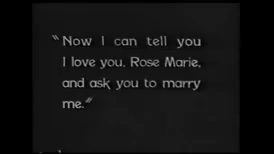 "Now I can tell you
I love you, Rose Marie,
and ask you to marry
me."